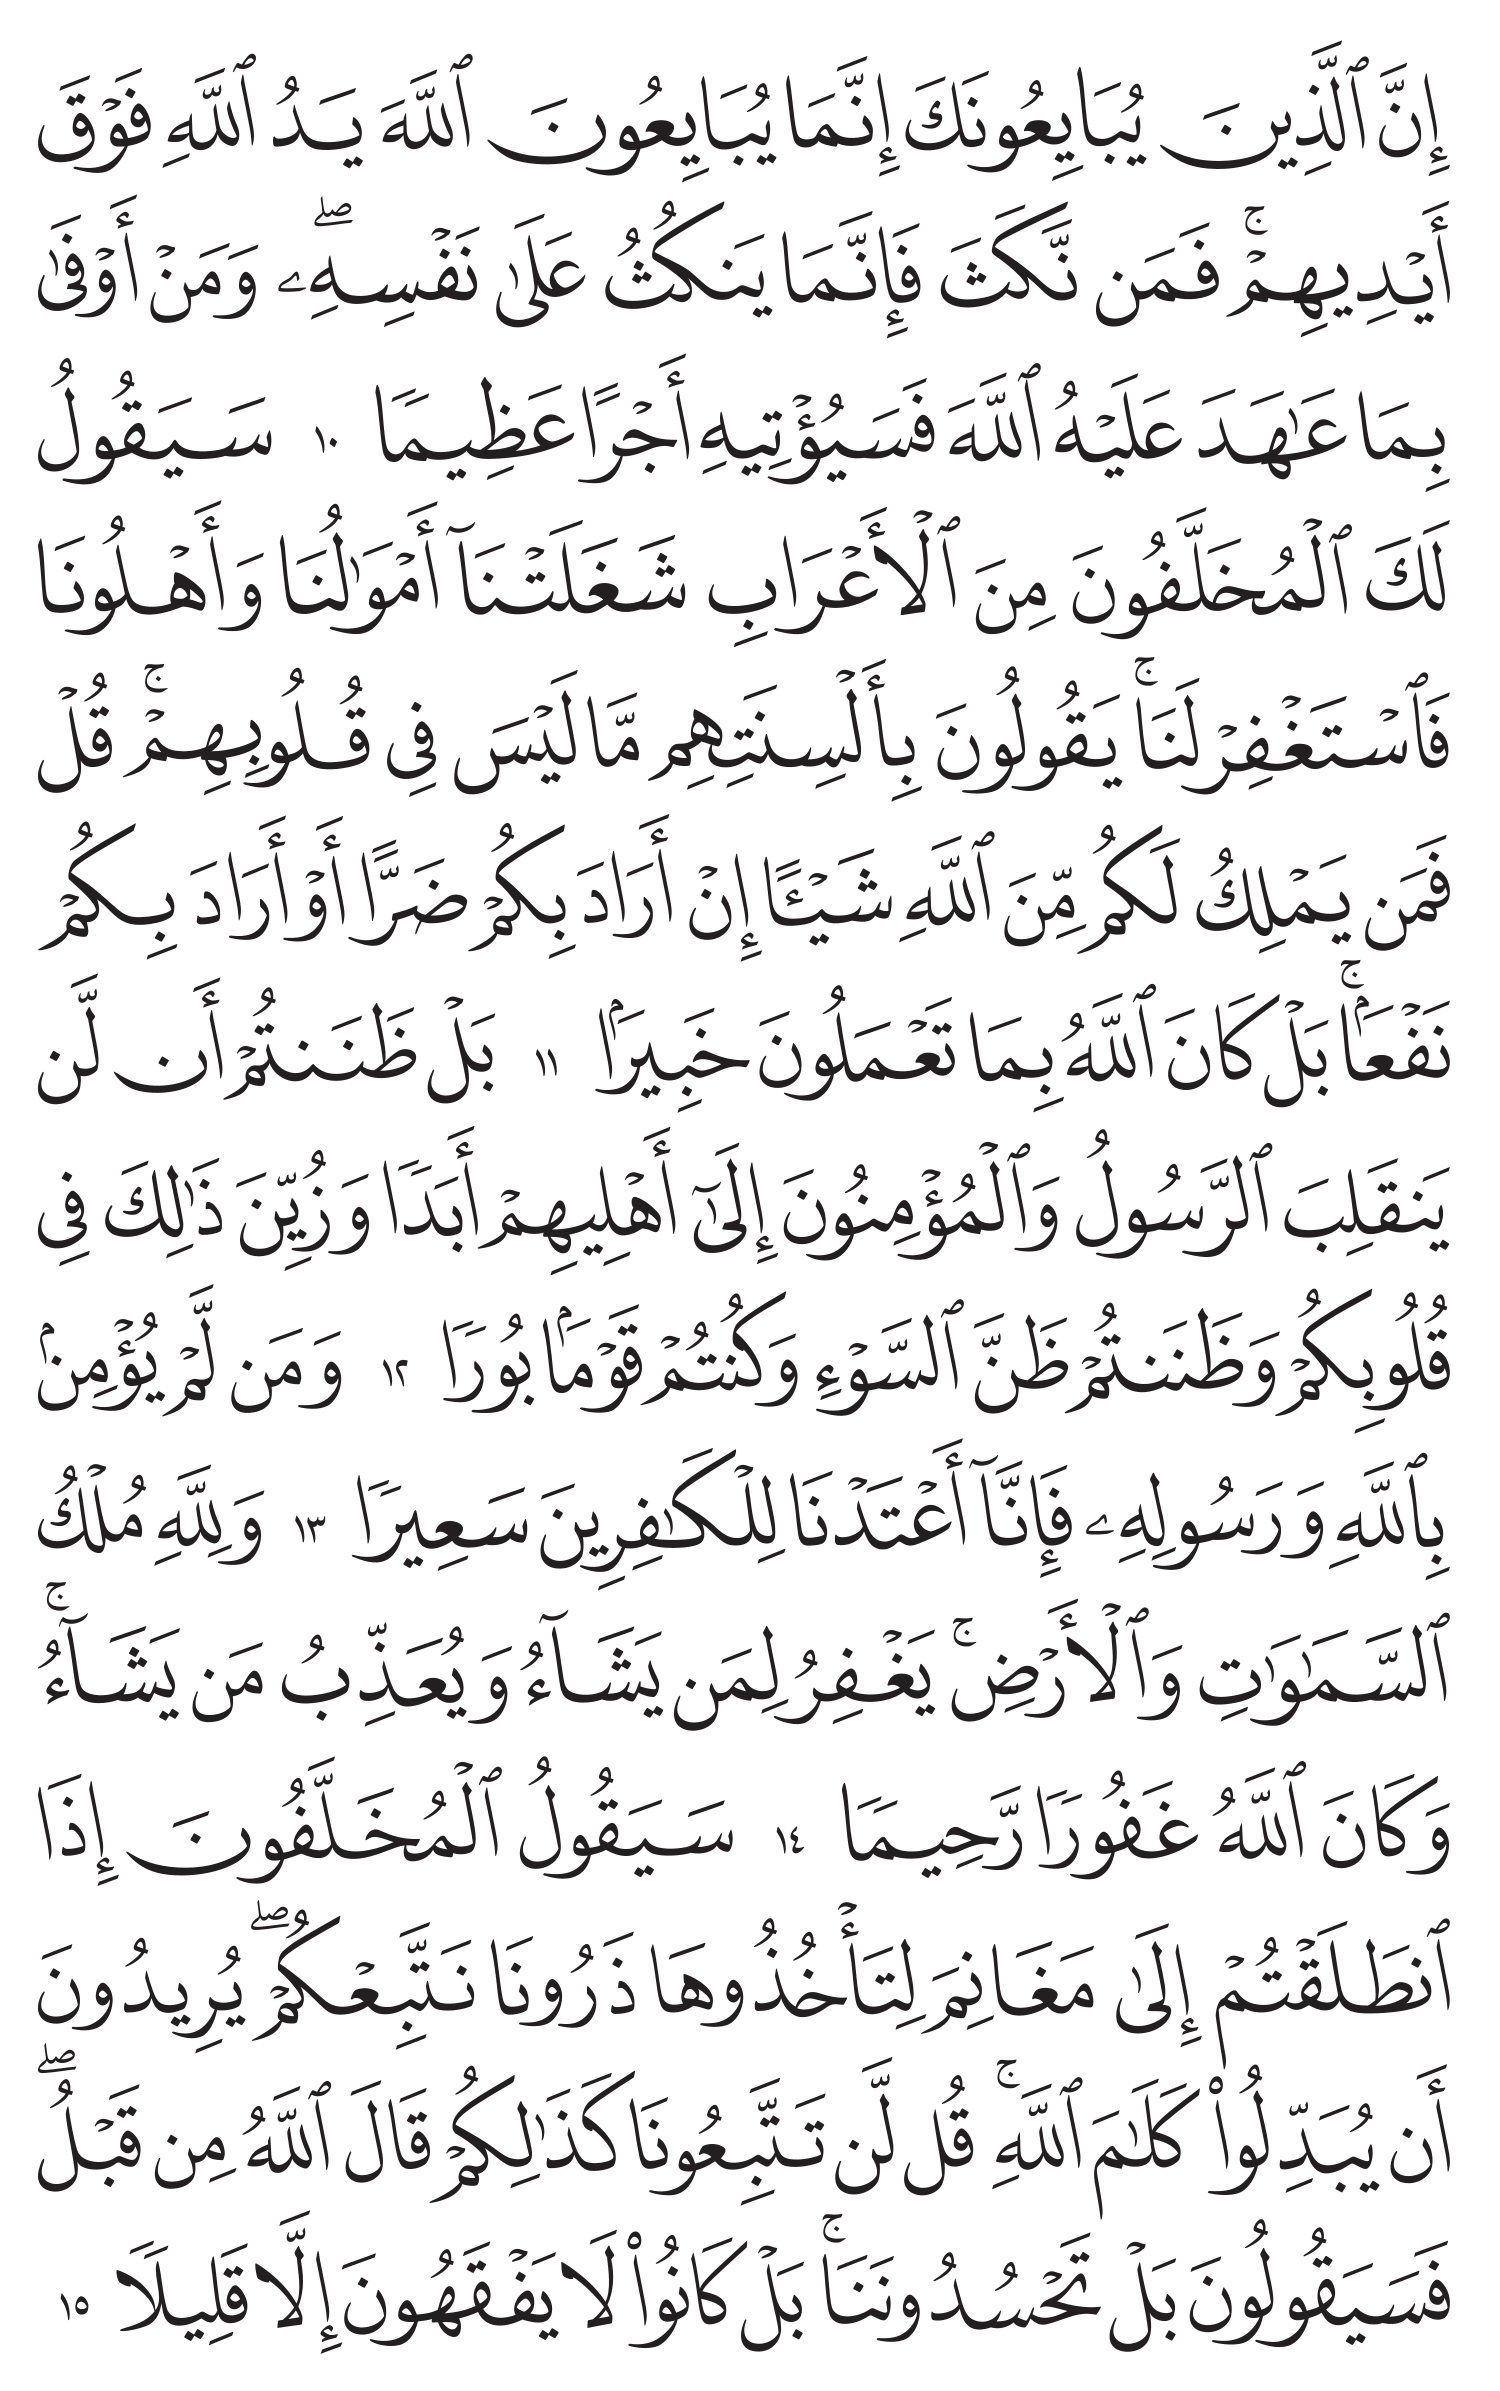 إِنَّ ٱلَّذِينَ يُبَايِعُونَكَ إِنَّمَا يُبَايِعُونَ ٱللَّهَ يَدُ ٱللَّهِ فَوۡقَ
أَيۡدِيهِمۡۚ فَمَن نَّكَثَ فَإِنَّمَا يَنكُثُ عَلَىٰ نَفۡسِهِۦۖ وَمَنۡ أَوۡفَىٰ
بِمَا عَٰهَدَ عَلَيۡهُ ٱللَّهَ فَسَيُؤۡتِيهِ أَجۡرًا عَظِيمٗا ١٠ سَيَقُولُ
لَكَ ٱلۡمُخَلَّفُونَ مِنَ ٱلۡأَعۡرَابِ شَغَلَتۡنَآ أَمۡوَٰلُنَا وَأَهۡلُونَا
فَٱسۡتَغۡفِرۡ لَنَاۚ يَقُولُونَ بِأَلۡسِنَتِهِم مَّا لَيۡسَ فِي قُلُوبِهِمۡۚ قُلۡ
فَمَن يَمۡلِكُ لَكُم مِّنَ ٱللَّهِ شَيۡـًٔا إِنۡ أَرَادَ بِكُمۡ ضَرًّا أَوۡ أَرَادَ بِكُمۡ
نَفۡعَۢاۚ بَلۡ كَانَ ٱللَّهُ بِمَا تَعۡمَلُونَ خَبِيرَۢا ١١ بَلۡ ظَنَنتُمۡ أَن لَّن
يَنقَلِبَ ٱلرَّسُولُ وَٱلۡمُؤۡمِنُونَ إِلَىٰٓ أَهۡلِيهِمۡ أَبَدٗا وَزُيِّنَ ذَٰلِكَ فِي
قُلُوبِكُمۡ وَظَنَنتُمۡ ظَنَّ ٱلسَّوۡءِ وَكُنتُمۡ قَوۡمَۢا بُورٗا ١٢ وَمَن لَّمۡ يُؤۡمِنۢ
بِٱللَّهِ وَرَسُولِهِۦ فَإِنَّآ أَعۡتَدۡنَا لِلۡكَٰفِرِينَ سَعِيرٗا ١٣ وَلِلَّهِ مُلۡكُ
ٱلسَّمَٰوَٰتِ وَٱلۡأَرۡضِۚ يَغۡفِرُ لِمَن يَشَآءُ وَيُعَذِّبُ مَن يَشَآءُۚ
وَكَانَ ٱللَّهُ غَفُورٗا رَّحِيمٗا ١٤ سَيَقُولُ ٱلۡمُخَلَّفُونَ إِذَا
ٱنطَلَقۡتُمۡ إِلَىٰ مَغَانِمَ لِتَأۡخُذُوهَا ذَرُونَا نَتَّبِعۡكُمۡۖ يُرِيدُونَ
أَن يُبَدِّلُواْ كَلَٰمَ ٱللَّهِۚ قُل لَّن تَتَّبِعُونَا كَذَٰلِكُمۡ قَالَ ٱللَّهُ مِن قَبۡلُۖ
فَسَيَقُولُونَ بَلۡ تَحۡسُدُونَنَاۚ بَلۡ كَانُواْ لَا يَفۡقَهُونَ إِلَّا قَلِيلٗا ١٥